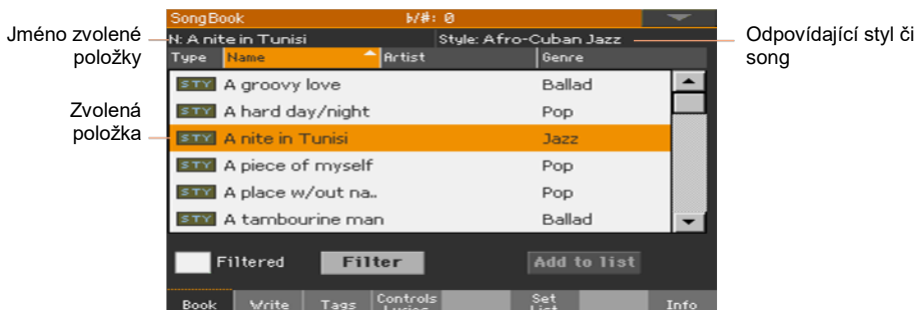 SongBook ♭/#: 0
Jméno zvolené
položky
N: A nite in Tunisi Style: Afro-Cuban Jazz
Odpovídající styl či
song
Type Name Artist Genre
STY A groovy love Ballad
Zvolená
položka
STY A hard day/night Pop
STY A nite in Tunisi Jazz
STY A piece of myself Pop
STY A place w/out na.. Pop
STY A tambourine man Ballad
Filtered Filter Add to list
Book Write Tags Controls Set Info
Lyrics List